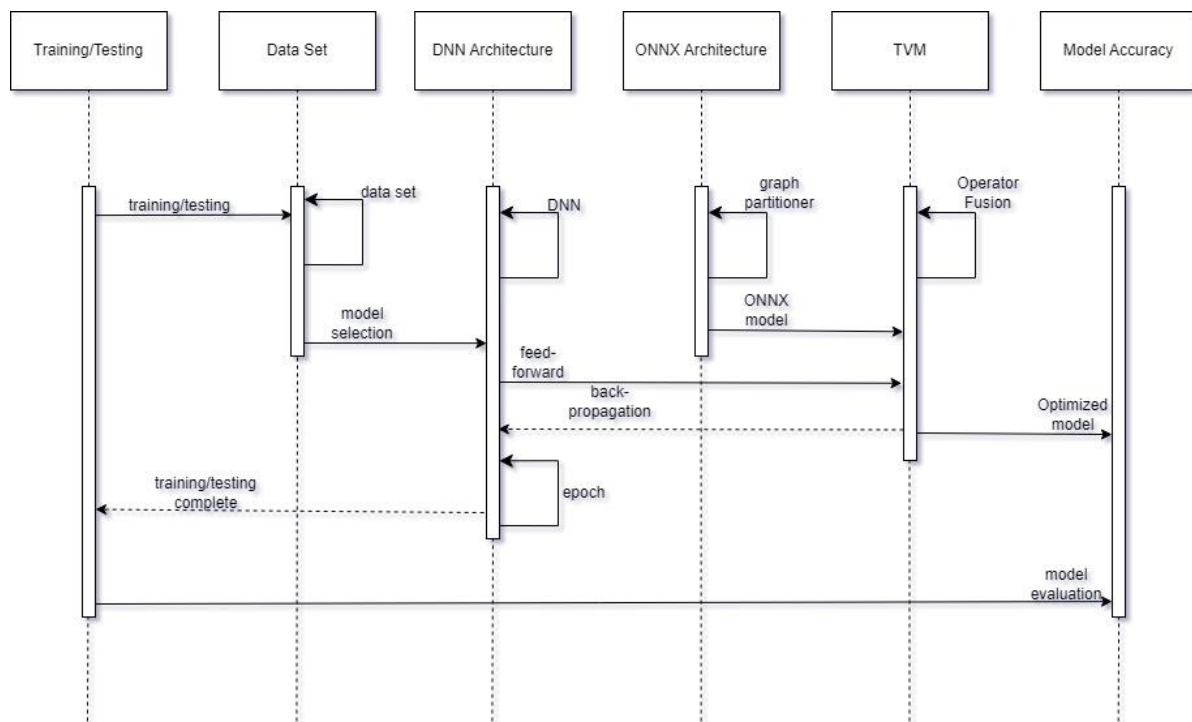 Training/Testing
Data Set
DNN Architecture
ONNX Architecture
TVM
Model Accuracy
training/testing
data set
DNN
graph
partitioner
Operator
Fusion
model
selection
ONNX
model
feed-
forward
back-
propagation
Optimized
model
training/testing
complete
epoch
model
evaluation